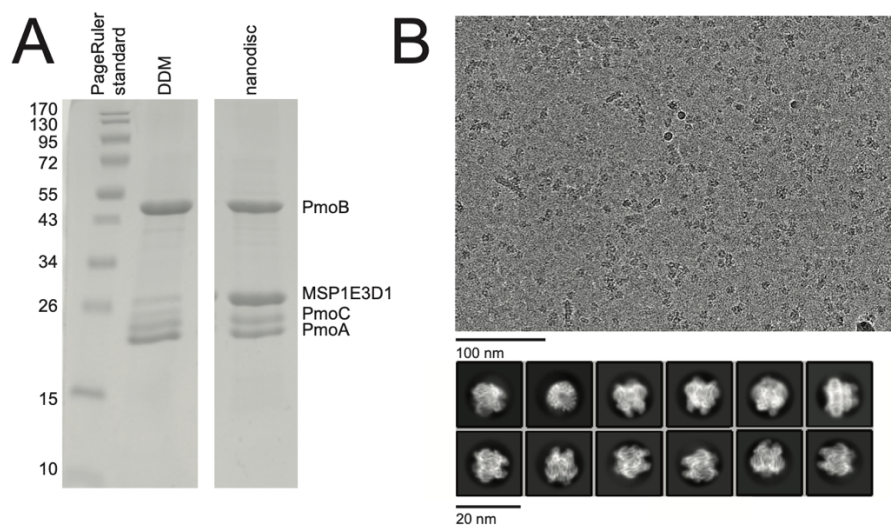 A
PageRuler
standard
DDM
nanodisc
170
130
95
72
55
43
34
26
15
10
PmoB
MSP1E3D1
PmoC
PmoA
B
100 nm
20 nm